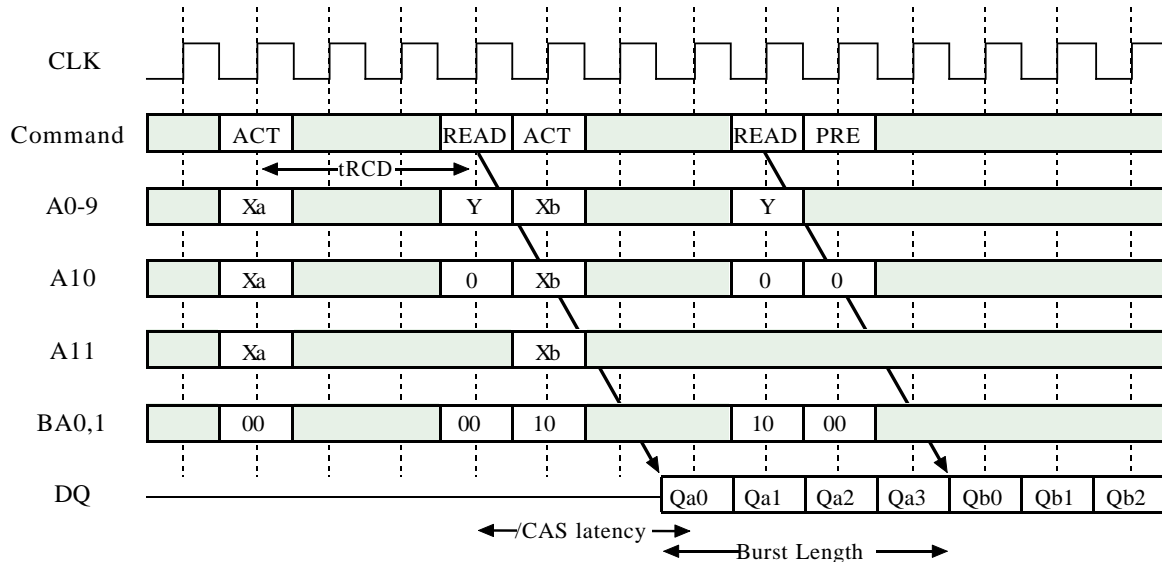 CLK
Command ACT READ ACT READ PRE
tRCD
A0-9 Xa Y Xb Y
A10 Xa 0 Xb 0 0
A11 Xa Xb
BA0,1 00 00 10 10 00
DQ Qa0 Qa1 Qa2 Qa3 Qb0 Qb1 Qb2
/CAS latency
Burst Length